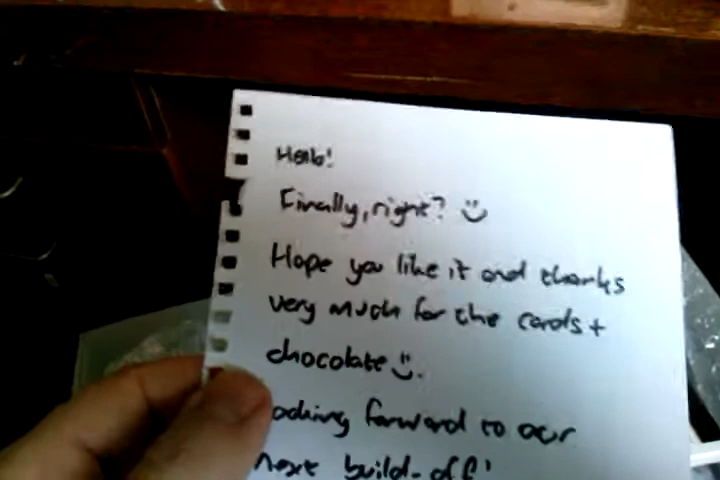 Hello!
Finally, right? :)
Hope you like it and thanks
very much for the cards +
chocolate :).
ooking forward to our
next build-off!